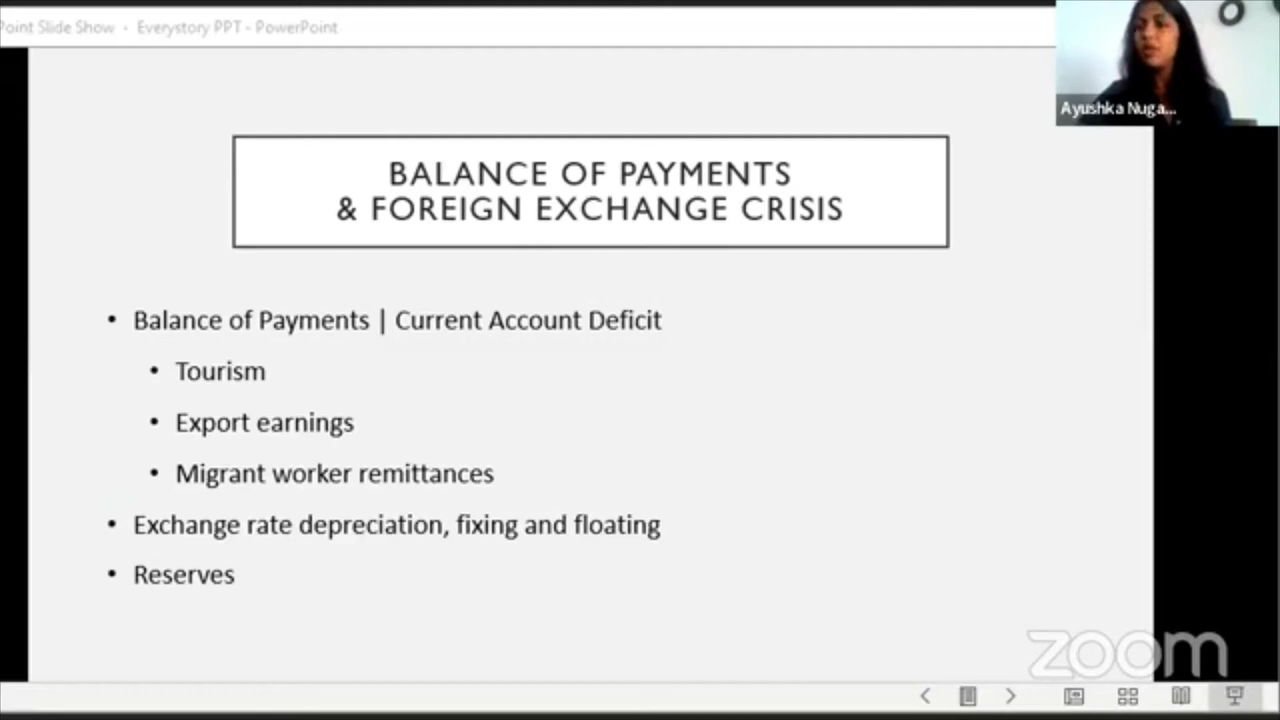 Point Slide Show - Everystory PPT - PowerPoint
Ayushka Nuga...
BALANCE OF PAYMENTS
& FOREIGN EXCHANGE CRISIS
• Balance of Payments | Current Account Deficit
• Tourism
• Export earnings
• Migrant worker remittances
• Exchange rate depreciation, fixing and floating
• Reserves
zoom